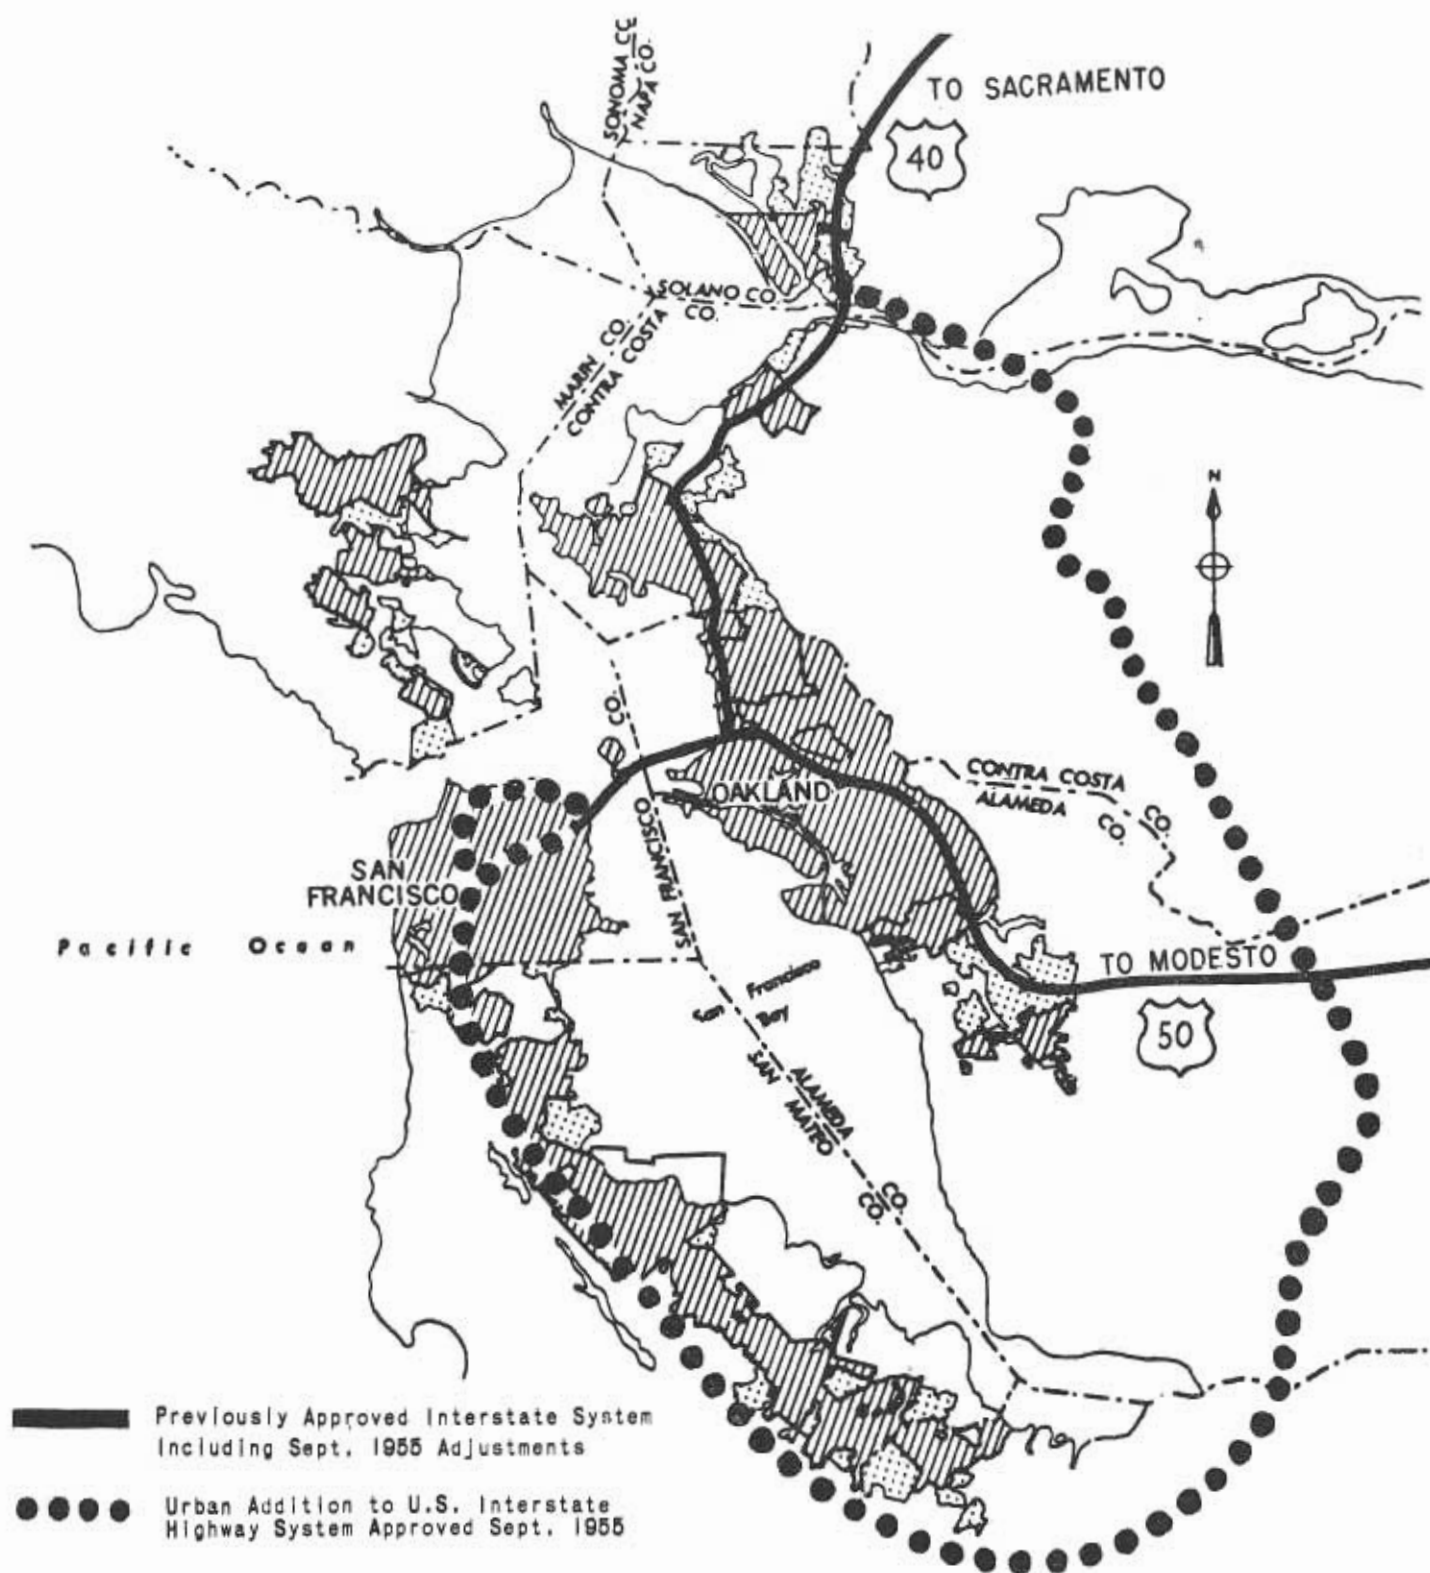 SONOMA CO.
NAPA CO.
TO SACRAMENTO
40
SOLANO CO.
CO.
MARIN CO.
CONTRA COSTA
N
CO.
CONTRA COSTA
CO.
ALAMEDA
CO.
OAKLAND
SAN FRANCISCO
SAN
FRANCISCO
Pacific Ocean
TO MODESTO
50
San Francisco
Bay
ALAMEDA
CO.
SAN MATEO
CO.
Previously Approved Interstate System
Including Sept. 1955 Adjustments
Urban Addition to U.S. Interstate
Highway System Approved Sept. 1955